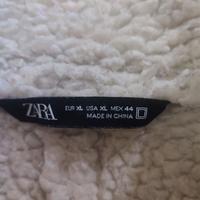 ZARA
EUR XL USA XL MEX 44
MADE IN CHINA